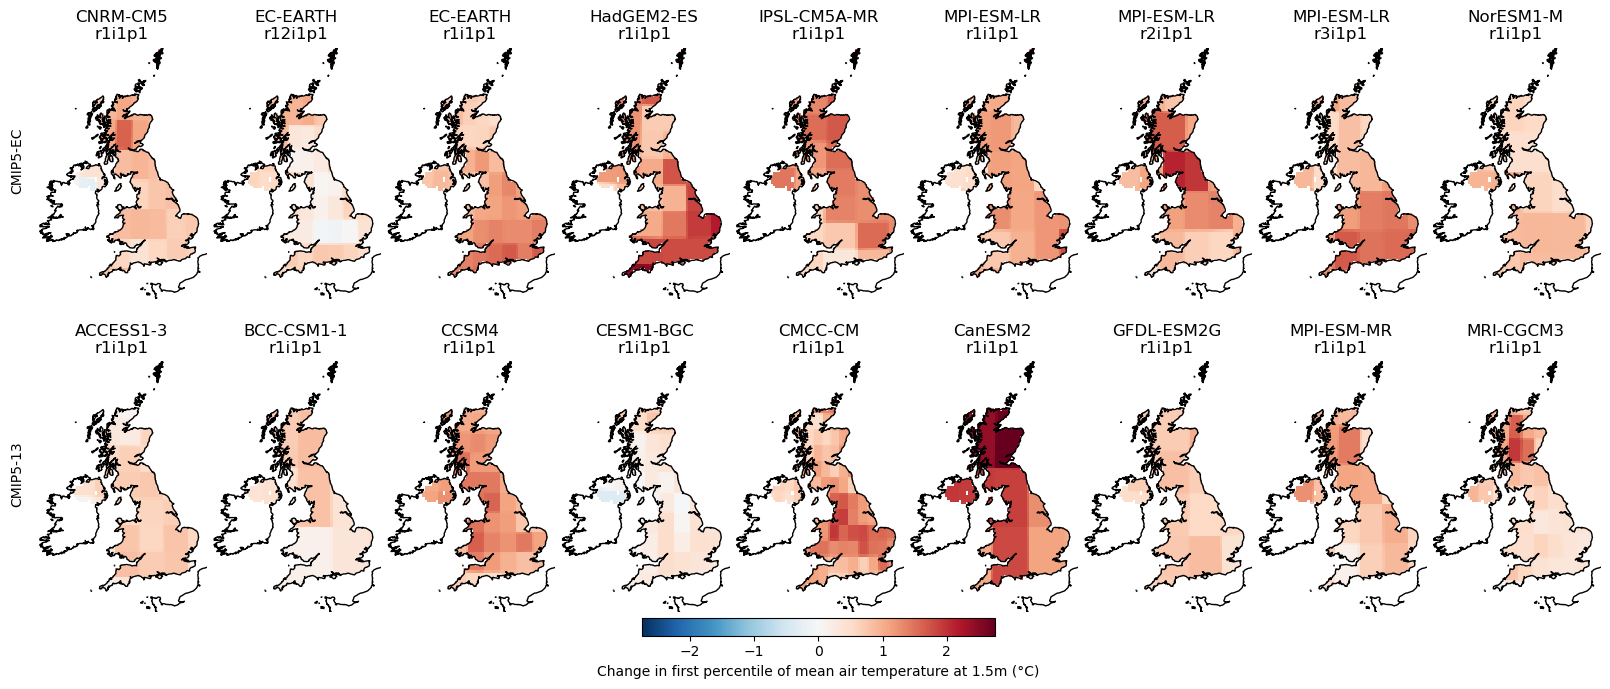 CNRM-CM5 EC-EARTH EC-EARTH HadGEM2-ES IPSL-CM5A-MR MPI-ESM-LR MPI-ESM-LR MPI-ESM-LR NorESM1-M
r1i1p1 r12i1p1 r1i1p1 r1i1p1 r1i1p1 r1i1p1 r2i1p1 r3i1p1 r1i1p1
CMIP5-EC
ACCESS1-3 BCC-CSM1-1 CCSM4 CESM1-BGC CMCC-CM CanESM2 GFDL-ESM2G MPI-ESM-MR MRI-CGCM3
r1i1p1 r1i1p1 r1i1p1 r1i1p1 r1i1p1 r1i1p1 r1i1p1 r1i1p1 r1i1p1
CMIP5-13
−2 −1 0 1 2
Change in first percentile of mean air temperature at 1.5m (°C)